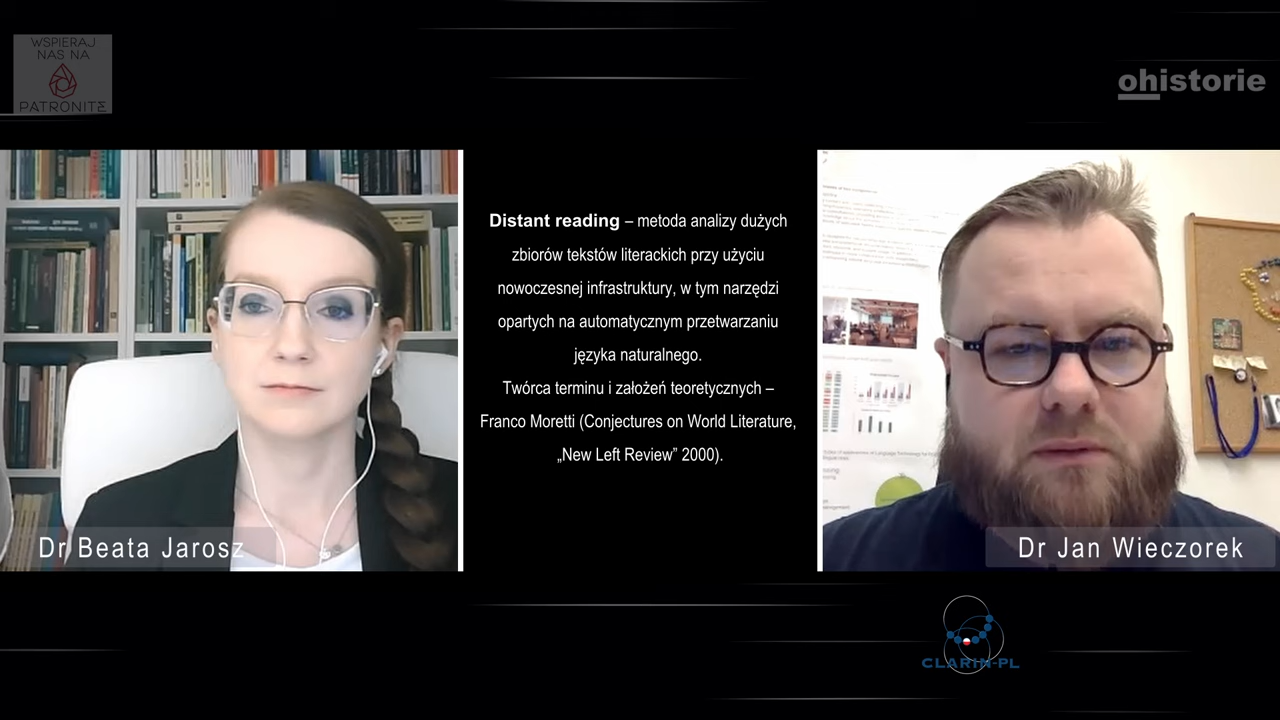 WSPIERAJ
NAS NA
PATRONITE
ohistorie
Distant reading – metoda analizy dużych
zbiorów tekstów literackich przy użyciu
nowoczesnej infrastruktury, w tym narzędzi
opartych na automatycznym przetwarzaniu
języka naturalnego.
Twórca terminu i założeń teoretycznych –
Franco Moretti (Conjectures on World Literature,
„New Left Review” 2000).
Dr Beata Jarosz
Dr Jan Wieczorek
CLARIN-PL